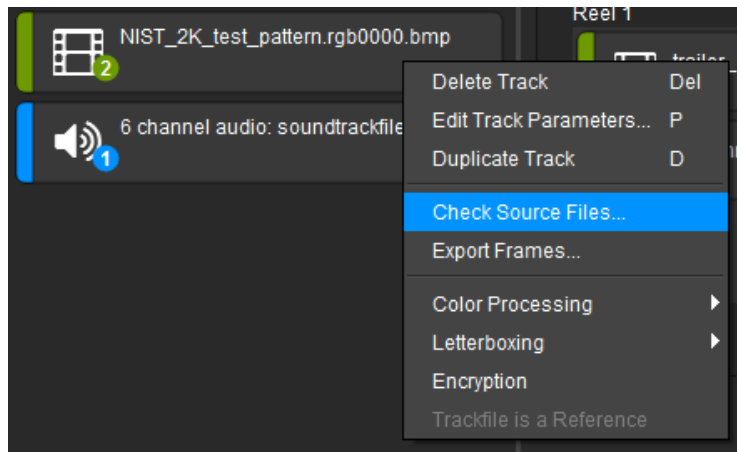 Reel 1
NIST_2K_test_pattern.rgb0000.bmp
2
trailer_
6 channel audio: soundtrackfile
1
Delete Track Del
Edit Track Parameters... P
Duplicate Track D
Check Source Files...
Export Frames...
Color Processing
Letterboxing
Encryption
Trackfile is a Reference